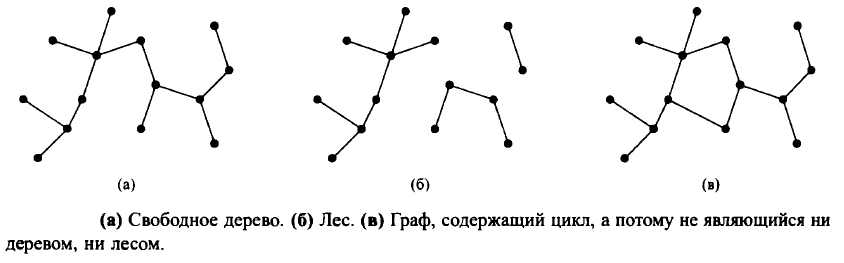 (а)
(б)
(в)
(а) Свободное дерево. (б) Лес. (в) Граф, содержащий цикл, а потому не являющийся ни
деревом, ни лесом.